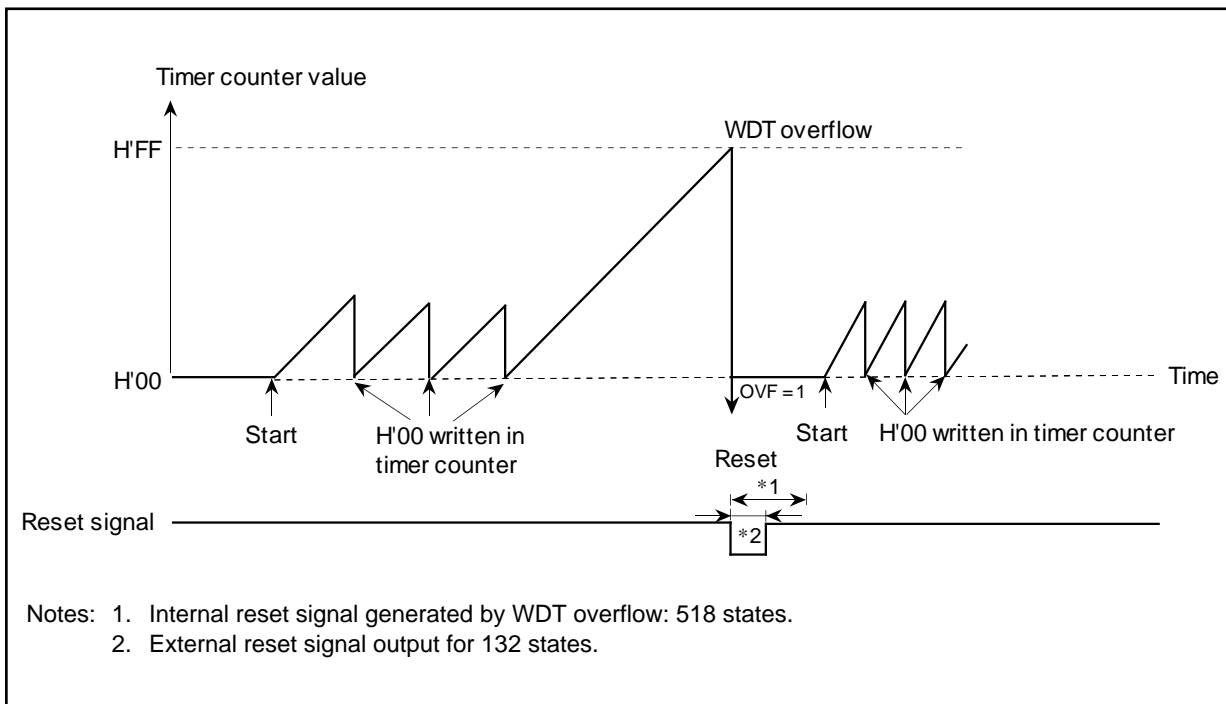 Timer counter value
WDT overflow
H'FF
H'00
Time
OVF = 1
Start
H'00 written in
timer counter
Start
H'00 written in timer counter
Reset
*1
Reset signal
*2
Notes: 1. Internal reset signal generated by WDT overflow: 518 states.
2. External reset signal output for 132 states.